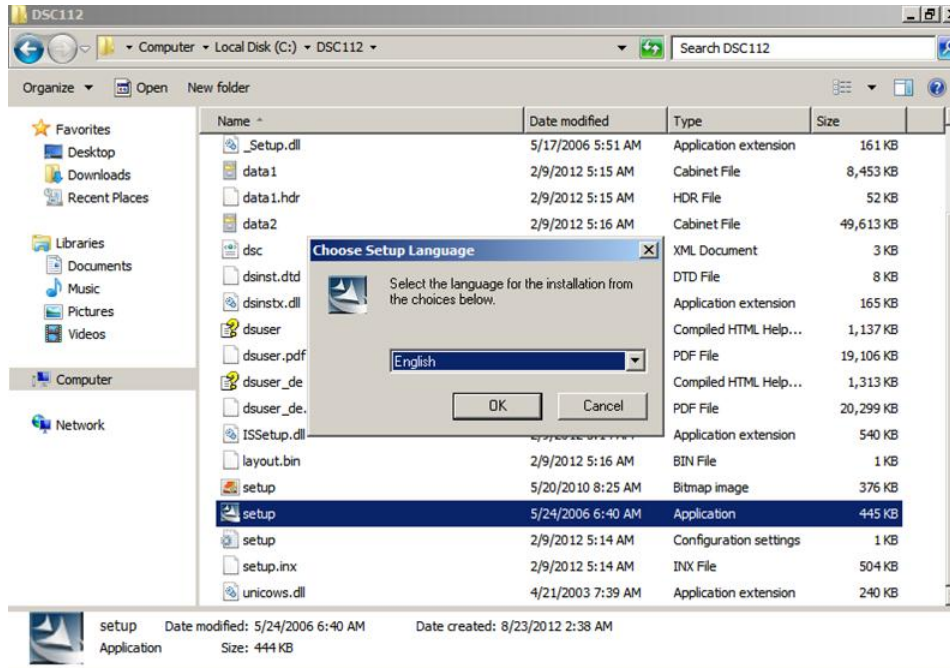 DSC112
Computer Local Disk (C:) DSC112 Search DSC112
Organize Open New folder
Favorites
Desktop
Downloads
Recent Places
Libraries
Documents
Music
Pictures
Videos
Computer
Network
Name Date modified Type Size
_Setup.dll 5/17/2006 5:51 AM Application extension 161 KB
data1 2/9/2012 5:15 AM Cabinet File 8,453 KB
data1.hdr 2/9/2012 5:15 AM HDR File 52 KB
data2 2/9/2012 5:16 AM Cabinet File 49,613 KB
dsc XML Document 3 KB
dsinst.dtd DTD File 8 KB
dsinstx.dll Application extension 165 KB
dsuser Compiled HTML Help... 1,137 KB
dsuser.pdf PDF File 19,106 KB
dsuser_de Compiled HTML Help... 1,313 KB
dsuser_de. PDF File 20,299 KB
ISSetup.dll Application extension 540 KB
layout.bin 2/9/2012 5:16 AM BIN File 1 KB
setup 5/20/2010 8:25 AM Bitmap image 376 KB
setup 5/24/2006 6:40 AM Application 445 KB
setup 2/9/2012 5:14 AM Configuration settings 1 KB
setup.inx 2/9/2012 5:14 AM INX File 504 KB
unicows.dll 4/21/2003 7:39 AM Application extension 240 KB
Choose Setup Language
Select the language for the installation from
the choices below.
English
OK Cancel
setup Date modified: 5/24/2006 6:40 AM Date created: 8/23/2012 2:38 AM
Application Size: 444 KB